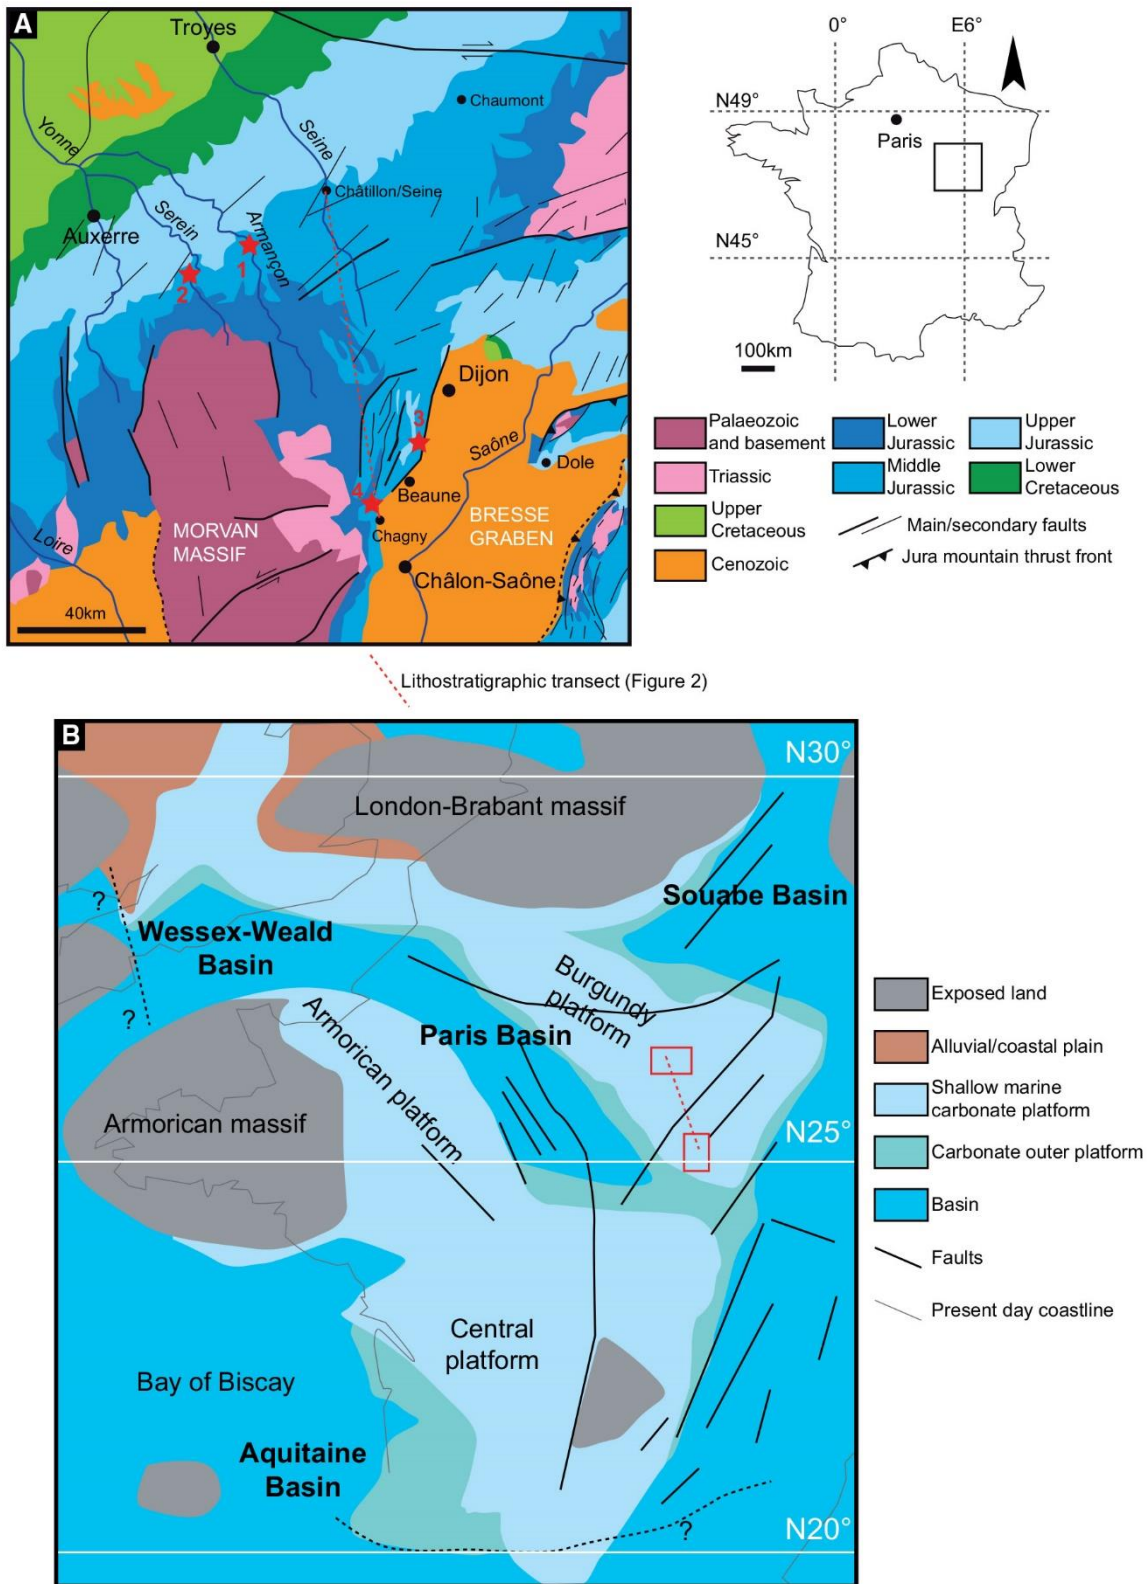 A
Troyes
Chaumont
Yonne
Seine
Châtillon/Seine
Auxerre
Serein
Armançon
1
2
Dijon
3
Saône
Dole
4
Beaune
Chagny
MORVAN
MASSIF
BRESSE
GRABEN
Loire
Châlon-Saône
40km
0°
E6°
N49°
Paris
N45°
100km
Palaeozoic
and basement
Lower
Jurassic
Upper
Jurassic
Triassic
Middle
Jurassic
Lower
Cretaceous
Upper
Cretaceous
Main/secondary faults
Cenozoic
Jura mountain thrust front
Lithostratigraphic transect (Figure 2)
B
N30°
London-Brabant massif
Souabe Basin
?
Wessex-Weald
Basin
?
Burgundy
platform
Armorican platform
Paris Basin
Armorican massif
N25°
Central
platform
Bay of Biscay
Aquitaine
Basin
N20°
?
Exposed land
Alluvial/coastal plain
Shallow marine
carbonate platform
Carbonate outer platform
Basin
Faults
Present day coastline